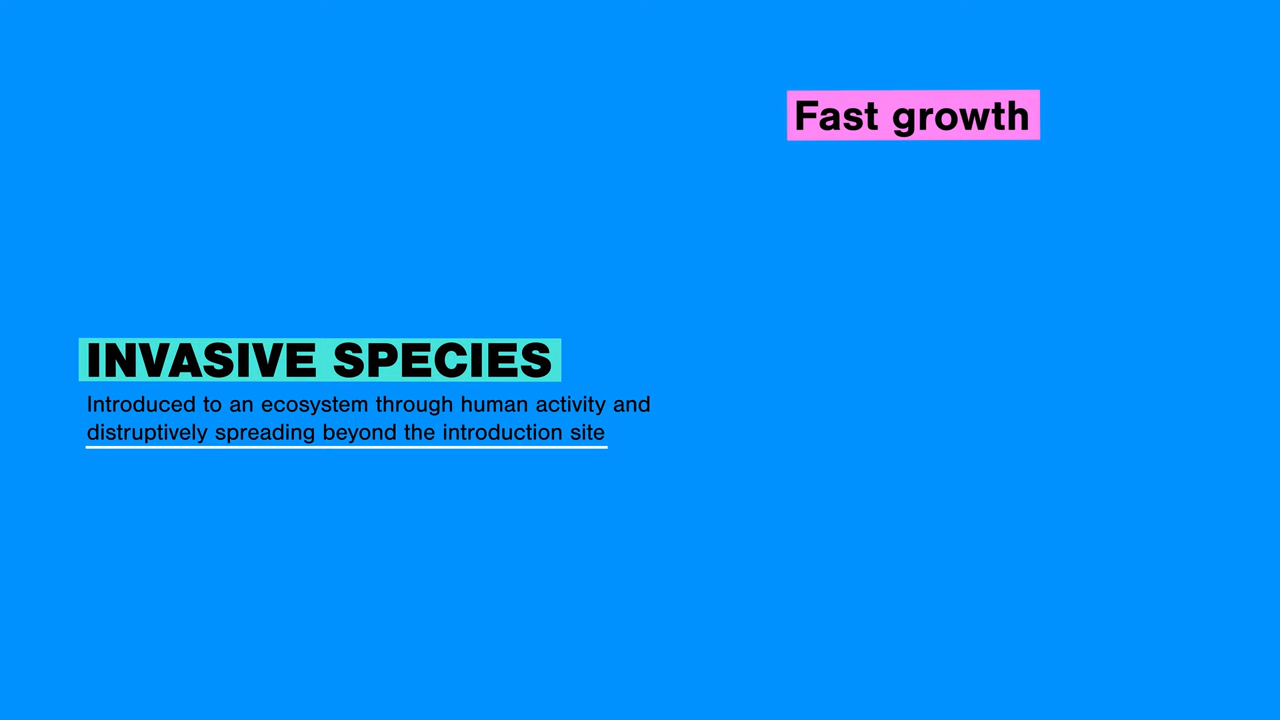 Fast growth
INVASIVE SPECIES
Introduced to an ecosystem through human activity and
distruptively spreading beyond the introduction site